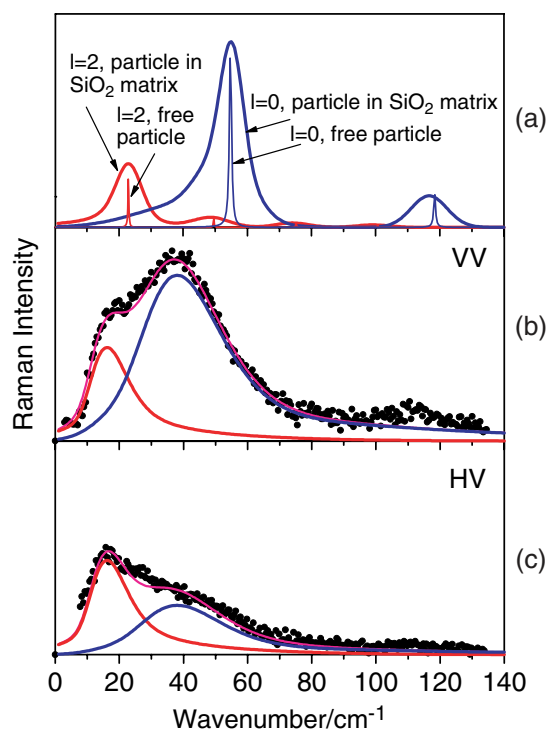 l=2, particle in
SiO2 matrix
l=2, free
particle
l=0, particle in SiO2 matrix
l=0, free particle
(a)
VV
(b)
HV
(c)
Raman Intensity
0 20 40 60 80 100 120 140
Wavenumber/cm-1